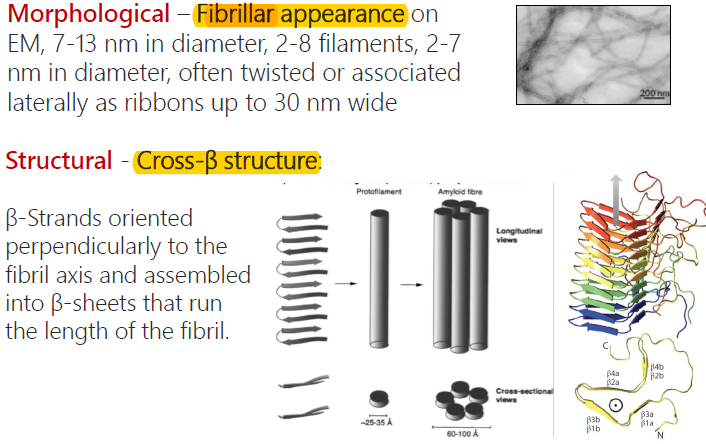 Morphological – Fibrillar appearance on
EM, 7-13 nm in diameter, 2-8 filaments, 2-7
nm in diameter, often twisted or associated
laterally as ribbons up to 30 nm wide
200 nm
Structural - Cross-β structure:
β-Strands oriented
perpendicularly to the
fibril axis and assembled
into β-sheets that run
the length of the fibril.
Protofilament
Amyloid fibre
Longitudinal
views
Cross-sectional
views
~25-35 Å
60-100 Å
C
β4b
β2b
β4a
β2a
β3b
β1b
β3a
β1a
N